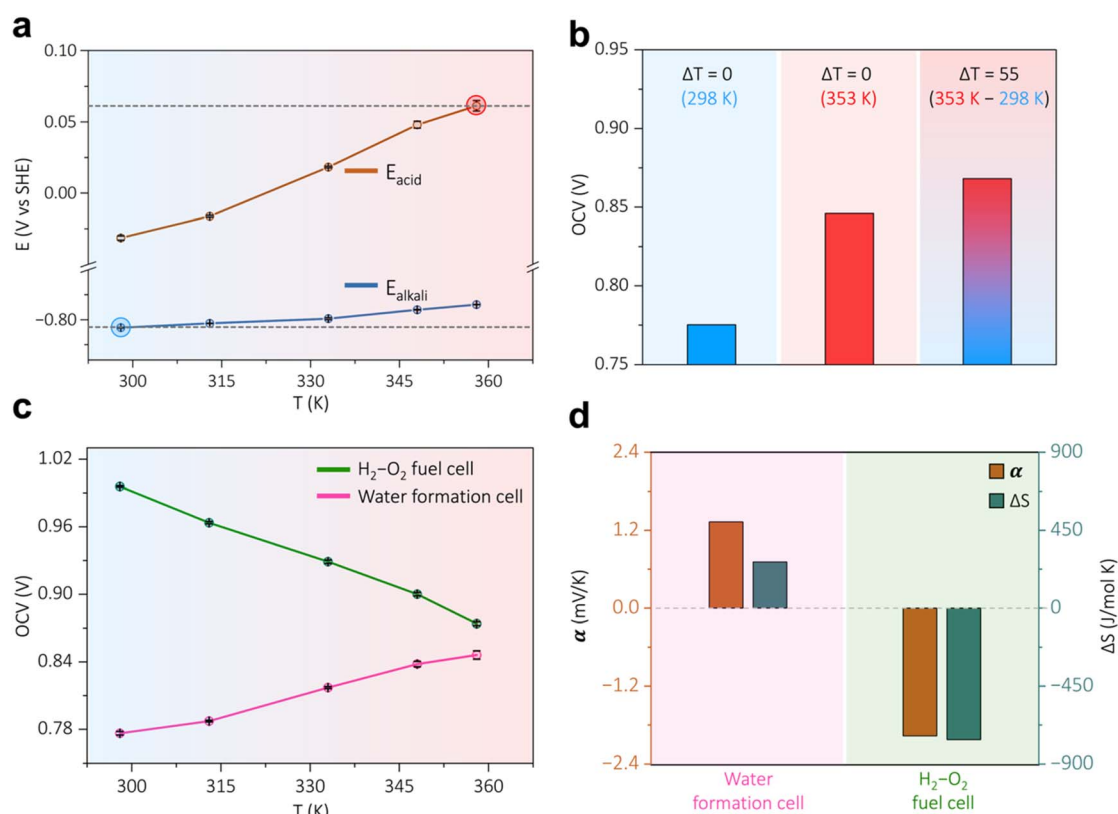 a
0.10
0.05
0.00
−0.80
E (V vs SHE)
E_acid
E_alkali
300
315
330
345
360
T (K)
b
0.95
0.90
0.85
0.80
0.75
OCV (V)
ΔT = 0
(298 K)
ΔT = 0
(353 K)
ΔT = 55
(353 K − 298 K)
c
1.02
0.96
0.90
0.84
0.78
OCV (V)
H₂−O₂ fuel cell
Water formation cell
300
315
330
345
360
T (K)
d
2.4
1.2
0.0
−1.2
−2.4
α (mV/K)
α
ΔS
900
450
0
−450
−900
ΔS (J/mol K)
Water
formation cell
H₂−O₂
fuel cell